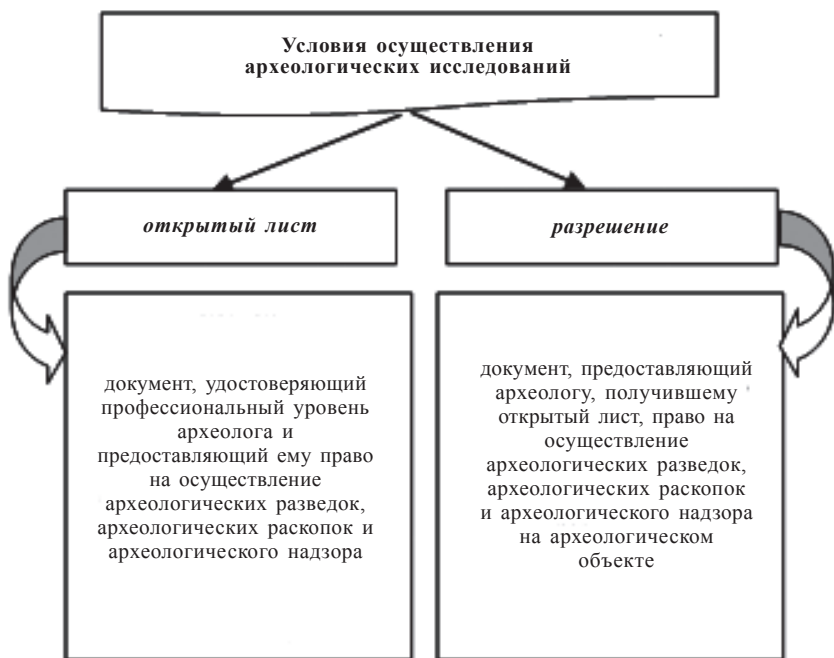 Условия осуществления
археологических исследований
открытый лист
разрешение
документ, удостоверяющий
профессиональный уровень
археолога и
предоставляющий ему право
на осуществление
археологических разведок,
археологических раскопок и
археологического надзора
документ, предоставляющий
археологу, получившему
открытый лист, право на
осуществление
археологических разведок,
археологических раскопок
и археологического надзора
на археологическом
объекте